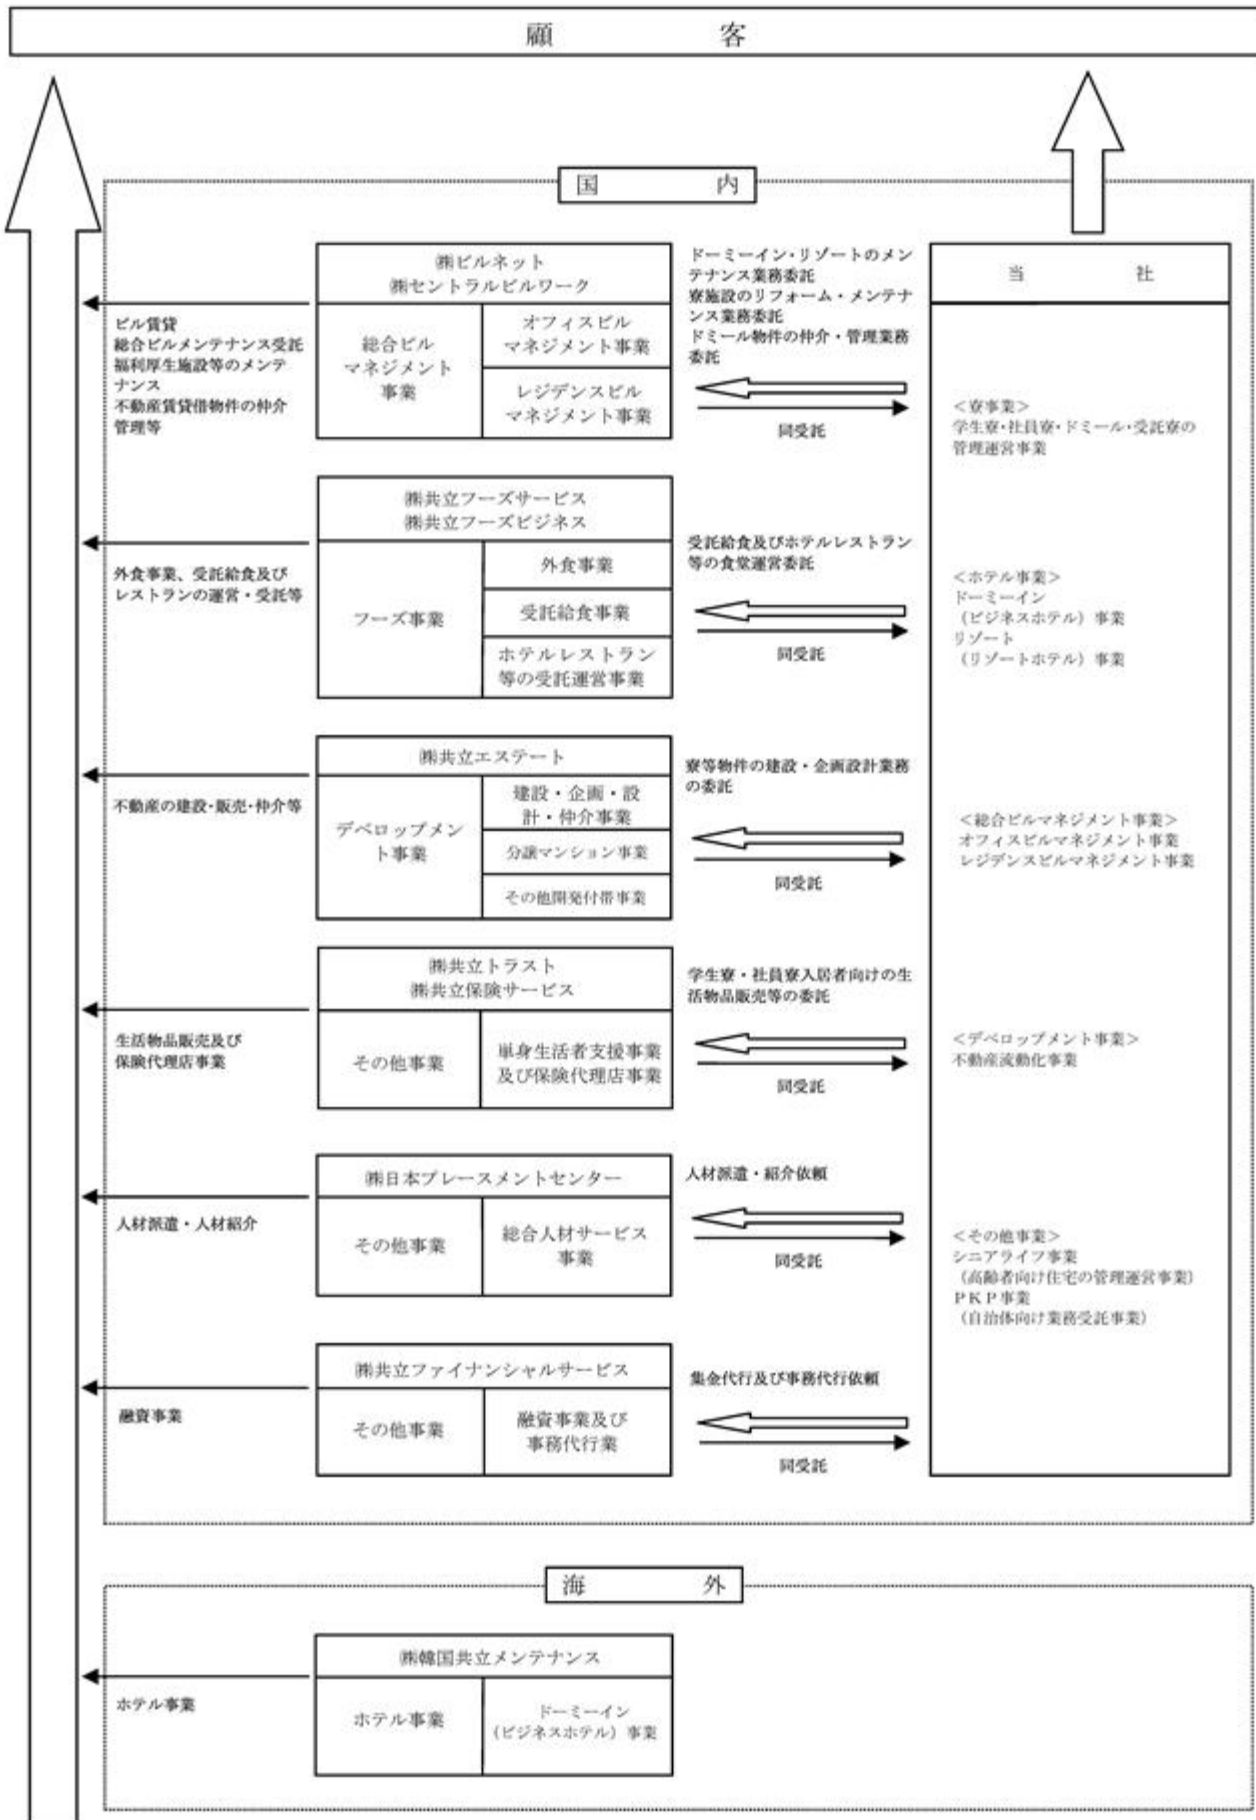 顧客
国内
㈱ビルネット
㈱セントラルビルワーク
総合ビル
マネジメント
事業
オフィスビル
マネジメント事業
レジデンスビル
マネジメント事業
ビル賃貸
総合ビルメンテナンス受託
福利厚生施設等のメンテ
ナンス
不動産賃貸借物件の仲介
管理等
ドーミーイン・リゾートのメン
テナンス業務委託
寮施設のリフォーム・メンテナ
ンス業務委託
ドミール物件の仲介・管理業務
委託
同受託
㈱共立フーズサービス
㈱共立フーズビジネス
フーズ事業
外食事業
受託給食事業
ホテルレストラン
等の受託運営事業
外食事業、受託給食及び
レストランの運営・受託等
受託給食及びホテルレストラン
等の食堂運営委託
同受託
㈱共立エステート
デベロップメン
ト事業
建設・企画・設
計・仲介事業
分譲マンション事業
その他開発付帯事業
不動産の建設・販売・仲介等
寮等物件の建設・企画設計業務
の委託
同受託
㈱共立トラスト
㈱共立保険サービス
その他事業
単身生活者支援事業
及び保険代理店事業
生活物品販売及び
保険代理店事業
学生寮・社員寮入居者向けの生
活物品販売等の委託
同受託
㈱日本プレースメントセンター
その他事業
総合人材サービス
事業
人材派遣・人材紹介
人材派遣・紹介依頼
同受託
㈱共立ファイナンシャルサービス
その他事業
融資事業及び
事務代行業
融資事業
集金代行及び事務代行依頼
同受託
当社
＜寮事業＞
学生寮・社員寮・ドミール・受託寮の
管理運営事業
＜ホテル事業＞
ドーミーイン
（ビジネスホテル）事業
リゾート
（リゾートホテル）事業
＜総合ビルマネジメント事業＞
オフィスビルマネジメント事業
レジデンスビルマネジメント事業
＜デベロップメント事業＞
不動産流動化事業
＜その他事業＞
シニアライフ事業
（高齢者向け住宅の管理運営事業）
ＰＫＰ事業
（自治体向け業務受託事業）
海外
㈱韓国共立メンテナンス
ホテル事業
ドーミーイン
（ビジネスホテル）事業
ホテル事業